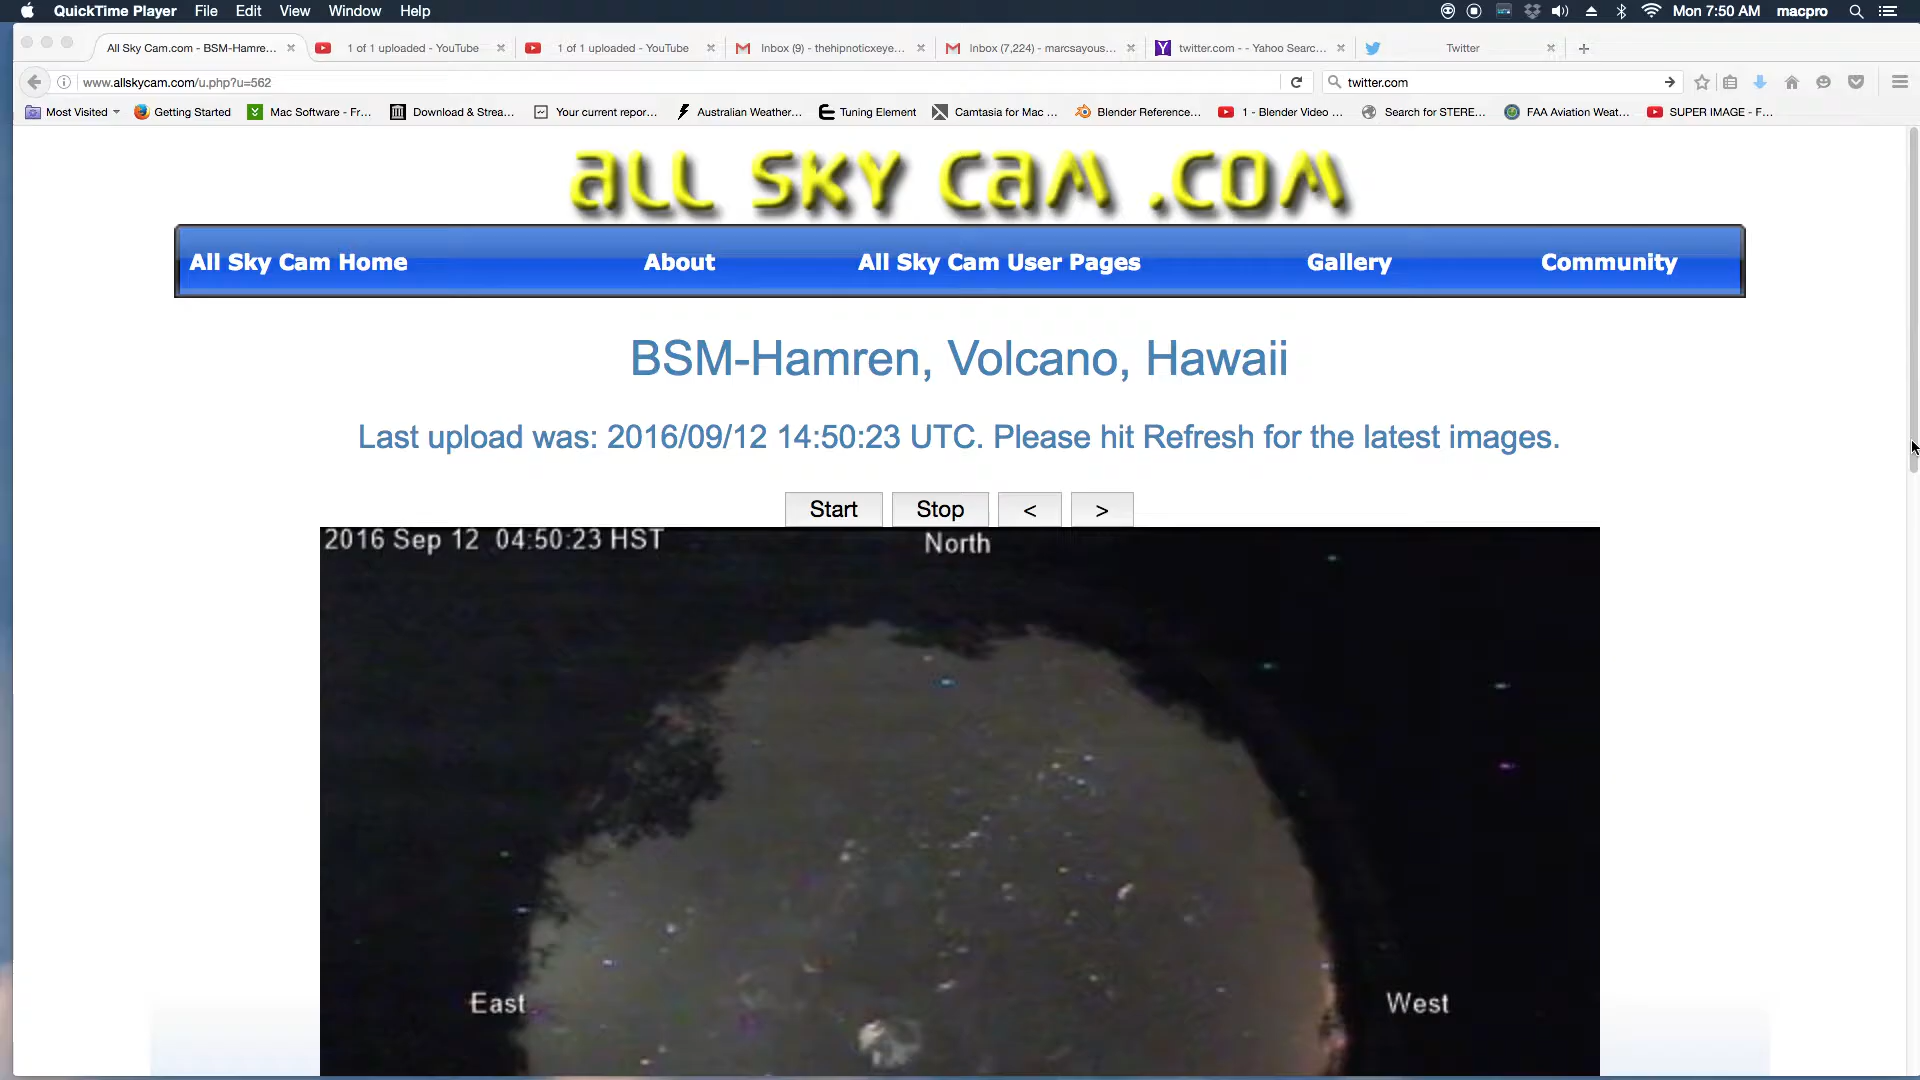 QuickTime Player File Edit View Window Help Mon 7:50 AM macpro
All Sky Cam.com - BSM-Hamre... 1 of 1 uploaded - YouTube 1 of 1 uploaded - YouTube Inbox (9) - thehipnoticxeye... Inbox (7,224) - marcsayous... twitter.com - - Yahoo Searc... Twitter
www.allskycam.com/u.php?u=562 twitter.com
Most Visited Getting Started Mac Software - Fr... Download & Strea... Your current repor... Australian Weather... Tuning Element Camtasia for Mac ... Blender Reference... 1 - Blender Video ... Search for STERE... FAA Aviation Weat... SUPER IMAGE - F...
ALL SKY CAM .COM
All Sky Cam Home About All Sky Cam User Pages Gallery Community
BSM-Hamren, Volcano, Hawaii
Last upload was: 2016/09/12 14:50:23 UTC. Please hit Refresh for the latest images.
Start Stop < >
2016 Sep 12 04:50:23 HST North
East West